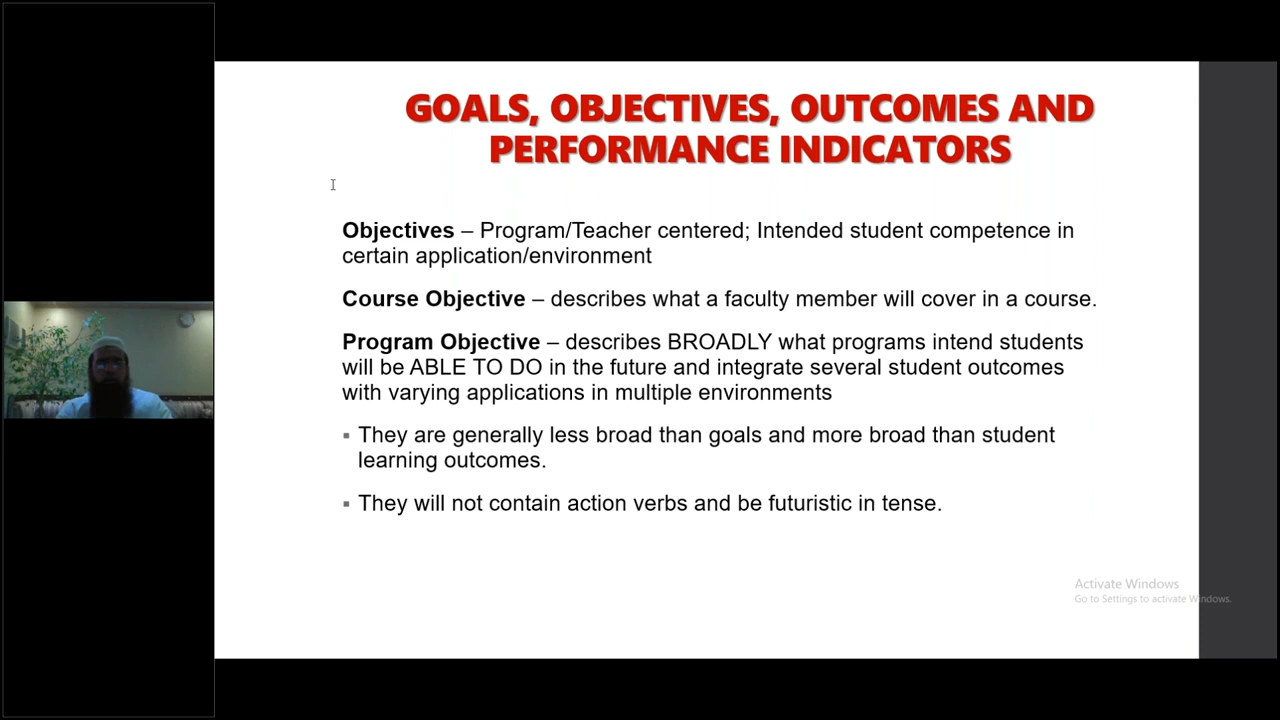 GOALS, OBJECTIVES, OUTCOMES AND
PERFORMANCE INDICATORS
Objectives – Program/Teacher centered; Intended student competence in
certain application/environment
Course Objective – describes what a faculty member will cover in a course.
Program Objective – describes BROADLY what programs intend students
will be ABLE TO DO in the future and integrate several student outcomes
with varying applications in multiple environments
▪ They are generally less broad than goals and more broad than student
learning outcomes.
▪ They will not contain action verbs and be futuristic in tense.
Activate Windows
Go to Settings to activate Windows.